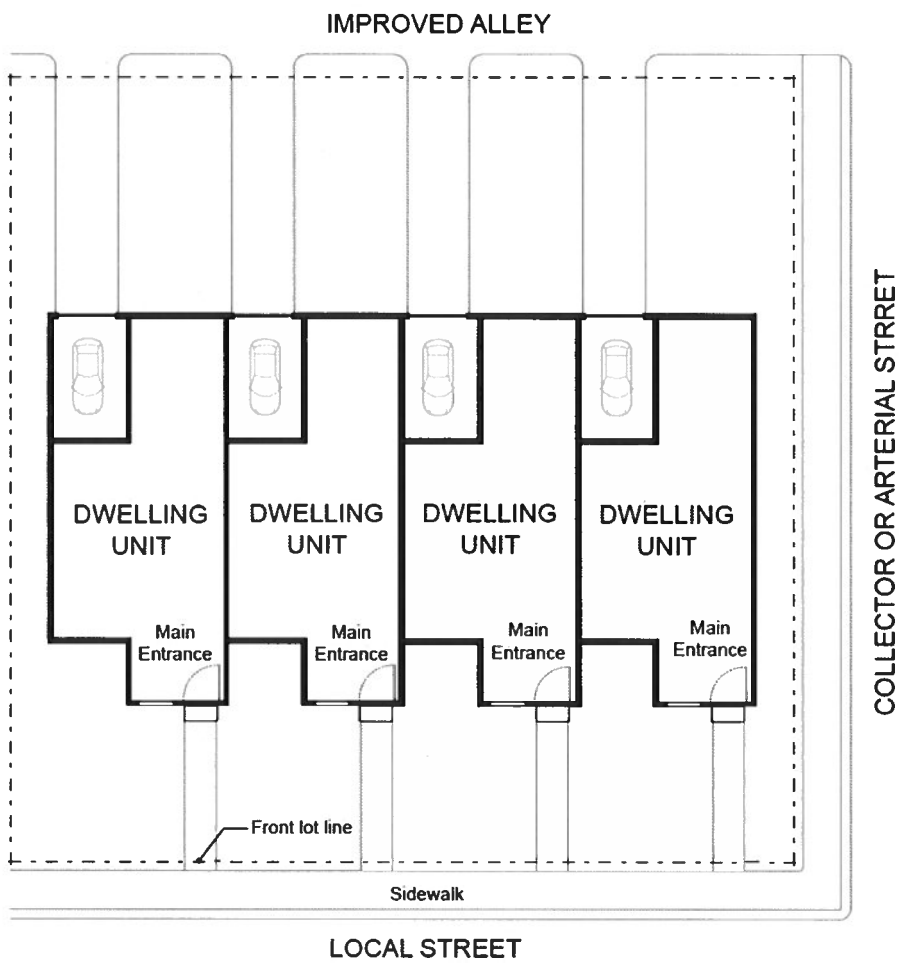 IMPROVED ALLEY
COLLECTOR OR ARTERIAL STRRET
DWELLING
UNIT
DWELLING
UNIT
DWELLING
UNIT
DWELLING
UNIT
Main
Entrance
Main
Entrance
Main
Entrance
Main
Entrance
Front lot line
Sidewalk
LOCAL STREET